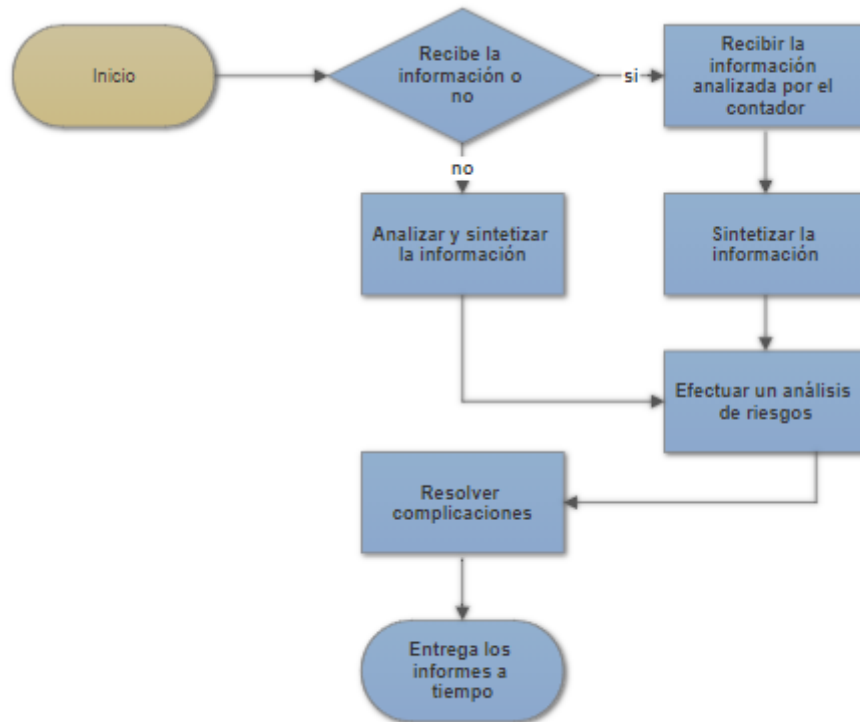 Inicio
Recibe la
información o
no
si
Recibir la
información
analizada por el
contador
no
Analizar y sintetizar
la información
Sintetizar la
información
Efectuar un análisis
de riesgos
Resolver
complicaciones
Entrega los
informes a
tiempo